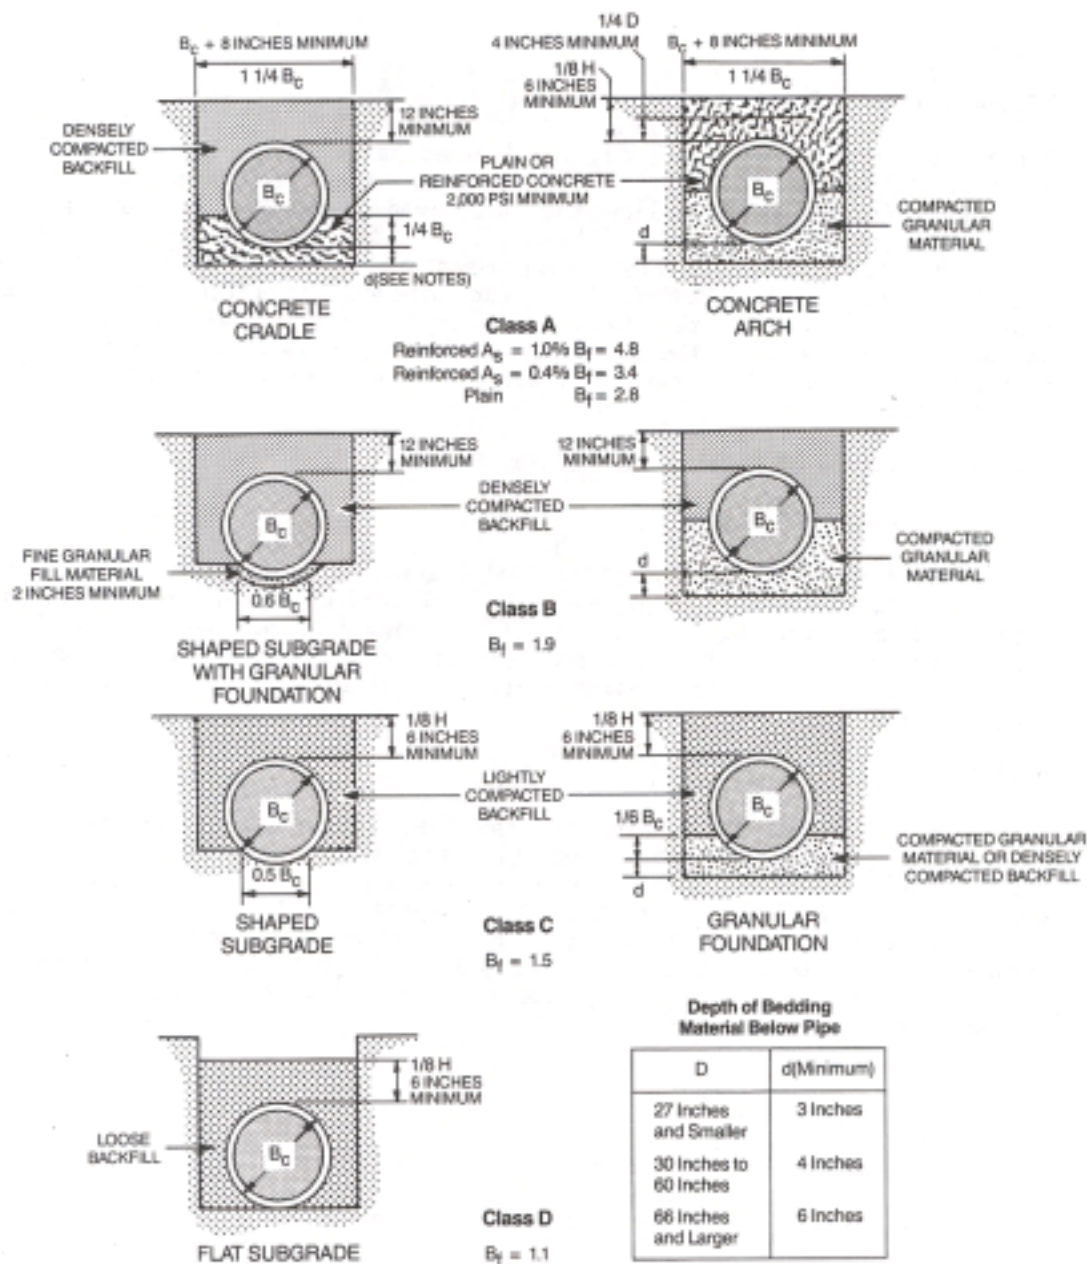 B_c + 8 INCHES MINIMUM
1 1/4 B_c
12 INCHES
MINIMUM
DENSELY
COMPACTED
BACKFILL
B_c
1/4 B_c
d(SEE NOTES)
CONCRETE
CRADLE
PLAIN OR
REINFORCED CONCRETE
2,000 PSI MINIMUM
1/4 D
4 INCHES MINIMUM
1/8 H
6 INCHES
MINIMUM
B_c + 8 INCHES MINIMUM
1 1/4 B_c
B_c
d
COMPACTED
GRANULAR
MATERIAL
CONCRETE
ARCH
Class A
Reinforced A_s = 1.0% B_f = 4.8
Reinforced A_s = 0.4% B_f = 3.4
Plain B_f = 2.8
12 INCHES
MINIMUM
B_c
FINE GRANULAR
FILL MATERIAL
2 INCHES MINIMUM
0.6 B_c
SHAPED SUBGRADE
WITH GRANULAR
FOUNDATION
DENSELY
COMPACTED
BACKFILL
12 INCHES
MINIMUM
B_c
d
COMPACTED
GRANULAR
MATERIAL
Class B
B_f = 1.9
1/8 H
6 INCHES
MINIMUM
B_c
0.5 B_c
SHAPED
SUBGRADE
LIGHTLY
COMPACTED
BACKFILL
1/8 H
6 INCHES
MINIMUM
B_c
1/6 B_c
d
COMPACTED GRANULAR
MATERIAL OR DENSELY
COMPACTED BACKFILL
GRANULAR
FOUNDATION
Class C
B_f = 1.5
1/8 H
6 INCHES
MINIMUM
LOOSE
BACKFILL
B_c
FLAT SUBGRADE
Class D
B_f = 1.1
Depth of Bedding
Material Below Pipe
D d(Minimum)
27 Inches 3 Inches
and Smaller
30 Inches to 4 Inches
60 Inches
66 Inches 6 Inches
and Larger